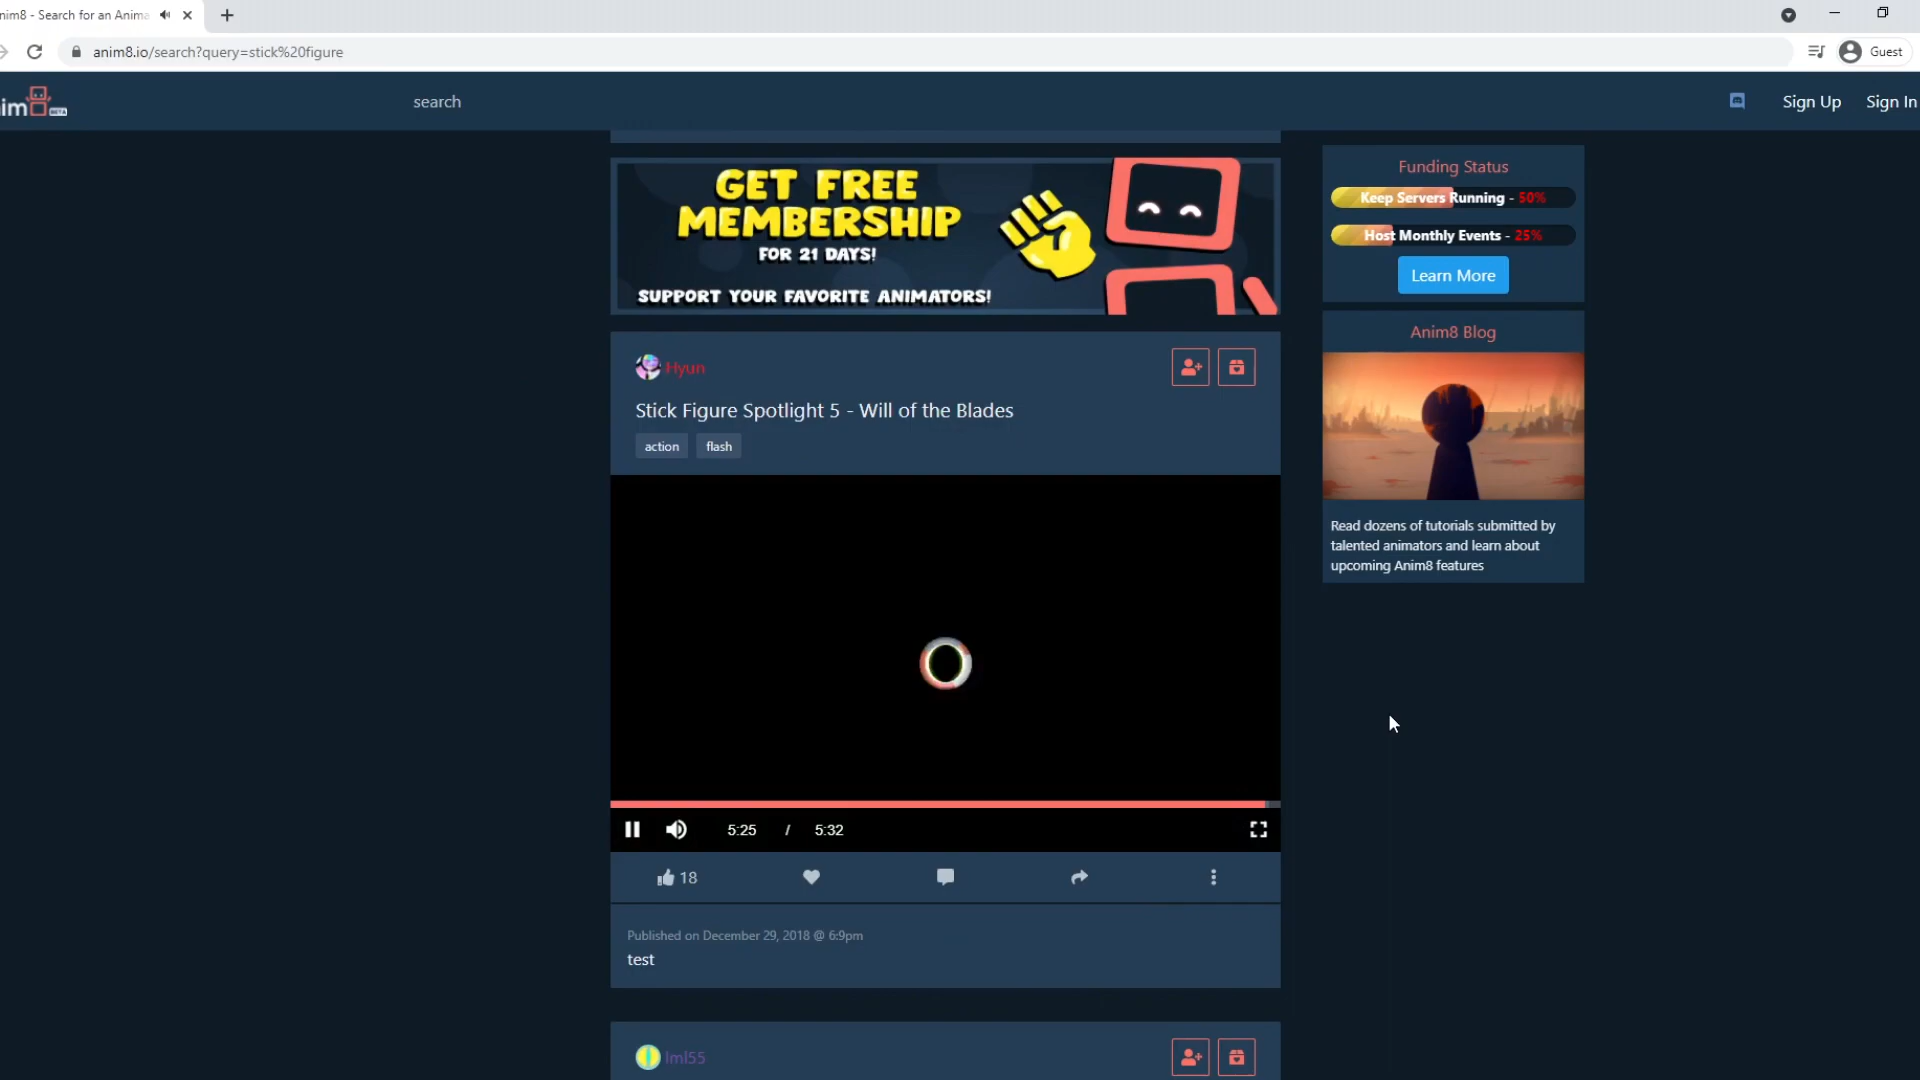 nim8 - Search for an Anima
anim8.io/search?query=stick%20figure
Guest
im
BETA
search
Sign Up
Sign In
GET FREE
MEMBERSHIP
FOR 21 DAYS!
SUPPORT YOUR FAVORITE ANIMATORS!
Funding Status
Keep Servers Running - 50%
Host Monthly Events - 25%
Learn More
Anim8 Blog
Read dozens of tutorials submitted by
talented animators and learn about
upcoming Anim8 features
Hyun
Stick Figure Spotlight 5 - Will of the Blades
action flash
5:25 / 5:32
18
Published on December 29, 2018 @ 6:9pm
test
lml55